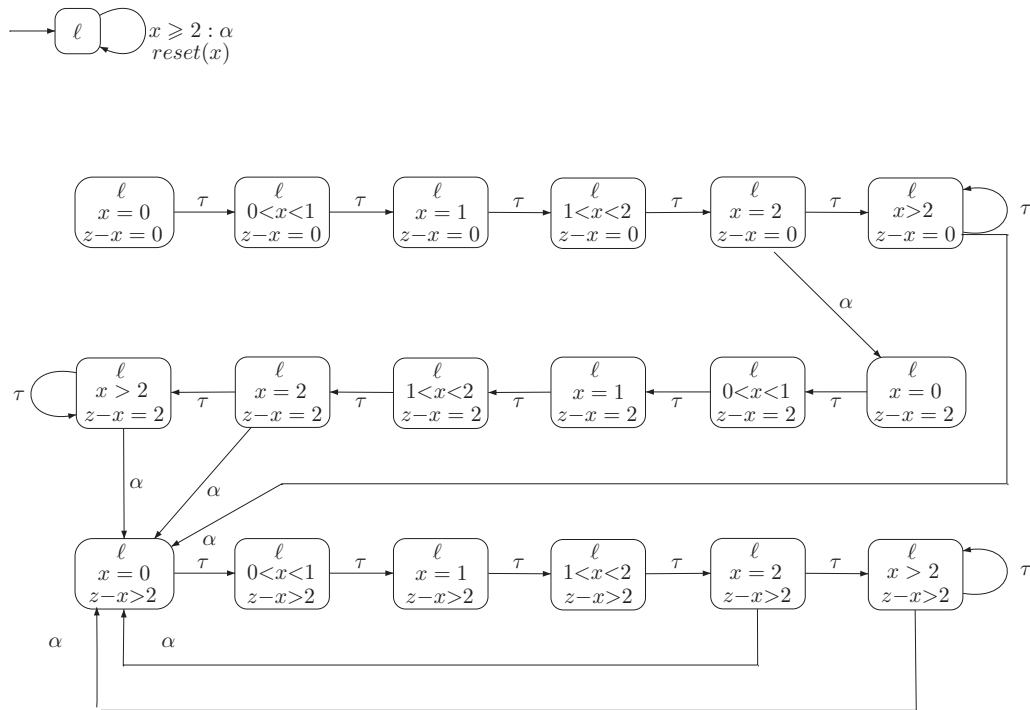 ℓ
x ⩾ 2 : α
reset(x)
ℓ
x = 0
z−x = 0
τ
ℓ
0<x<1
z−x = 0
τ
ℓ
x = 1
z−x = 0
τ
ℓ
1<x<2
z−x = 0
τ
ℓ
x = 2
z−x = 0
τ
ℓ
x>2
z−x = 0
τ
α
τ
ℓ
x > 2
z−x = 2
τ
ℓ
x = 2
z−x = 2
τ
ℓ
1<x<2
z−x = 2
τ
ℓ
x = 1
z−x = 2
τ
ℓ
0<x<1
z−x = 2
τ
ℓ
x = 0
z−x = 2
α
α
α
ℓ
x = 0
z−x>2
τ
ℓ
0<x<1
z−x>2
τ
ℓ
x = 1
z−x>2
τ
ℓ
1<x<2
z−x>2
τ
ℓ
x = 2
z−x>2
τ
ℓ
x > 2
z−x>2
τ
α
α